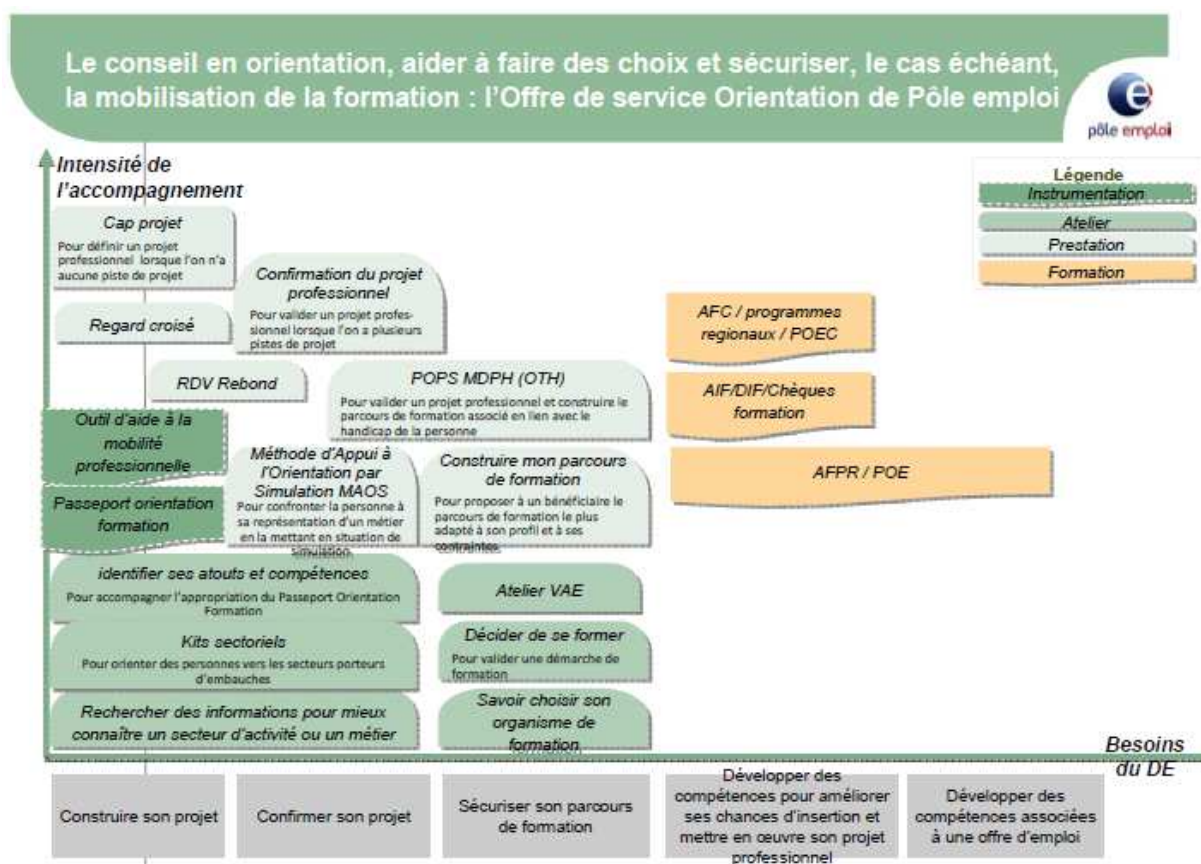 Le conseil en orientation, aider à faire des choix et sécuriser, le cas échéant,
la mobilisation de la formation : l'Offre de service Orientation de Pôle emploi
pôle emploi
Intensité de
l'accompagnement
Légende
Instrumentation
Atelier
Prestation
Formation
Cap projet
Pour définir un projet
professionnel lorsque l'on n'a
aucune piste de projet
Confirmation du projet
professionnel
Pour valider un projet profes-
sionnel lorsque l'on a plusieurs
pistes de projet
Regard croisé
AFC / programmes
regionaux / POEC
RDV Rebond
POPS MDPH (OTH)
Pour valider un projet professionnel et construire le
parcours de formation associé en lien avec le
handicap de la personne
AIF/DIF/Chèques
formation
Outil d'aide à la
mobilité
professionnelle
Méthode d'Appui à
l'Orientation par
Simulation MAOS
Pour confronter la personne à
sa représentation d'un métier
en la mettant en situation de
simulation
Construire mon parcours
de formation
Pour proposer à un bénéficiaire le
parcours de formation le plus
adapté à son profil et à ses
contraintes
AFPR / POE
Passeport orientation
formation
identifier ses atouts et compétences
Pour accompagner l'appropriation du Passeport Orientation
Formation
Atelier VAE
Kits sectoriels
Pour orienter des personnes vers les secteurs porteurs
d'embauches
Décider de se former
Pour valider une démarche de
formation
Rechercher des informations pour mieux
connaître un secteur d'activité ou un métier
Savoir choisir son
organisme de
formation
Besoins
du DE
Construire son projet
Confirmer son projet
Sécuriser son parcours
de formation
Développer des
compétences pour améliorer
ses chances d'insertion et
mettre en œuvre son projet
professionnel
Développer des
compétences associées
à une offre d'emploi